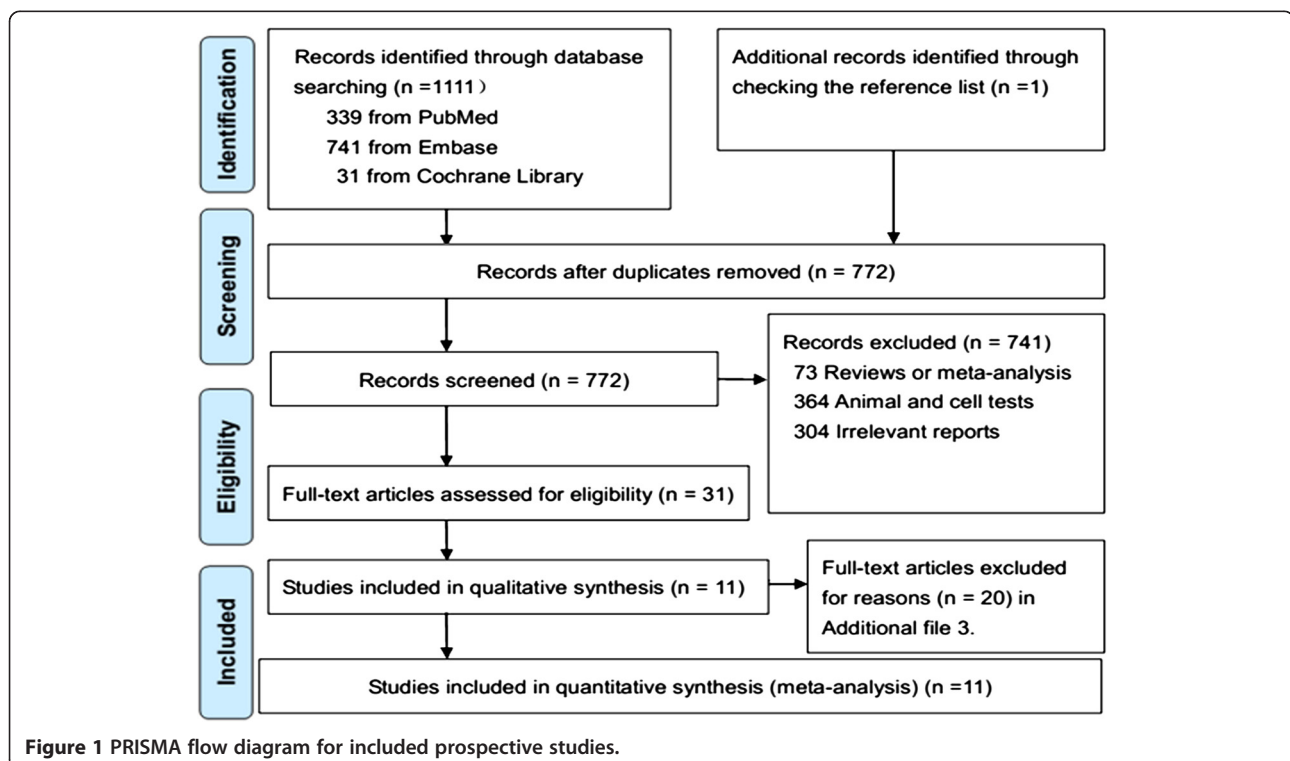 Identification
Records identified through database
searching (n =1111）
339 from PubMed
741 from Embase
31 from Cochrane Library
Additional records identified through
checking the reference list (n =1)
Screening
Records after duplicates removed (n = 772)
Records screened (n = 772)
Records excluded (n = 741)
73 Reviews or meta-analysis
364 Animal and cell tests
304 Irrelevant reports
Eligibility
Full-text articles assessed for eligibility (n = 31)
Included
Studies included in qualitative synthesis (n = 11)
Full-text articles excluded
for reasons (n = 20) in
Additional file 3.
Studies included in quantitative synthesis (meta-analysis) (n =11)
Figure 1 PRISMA flow diagram for included prospective studies.